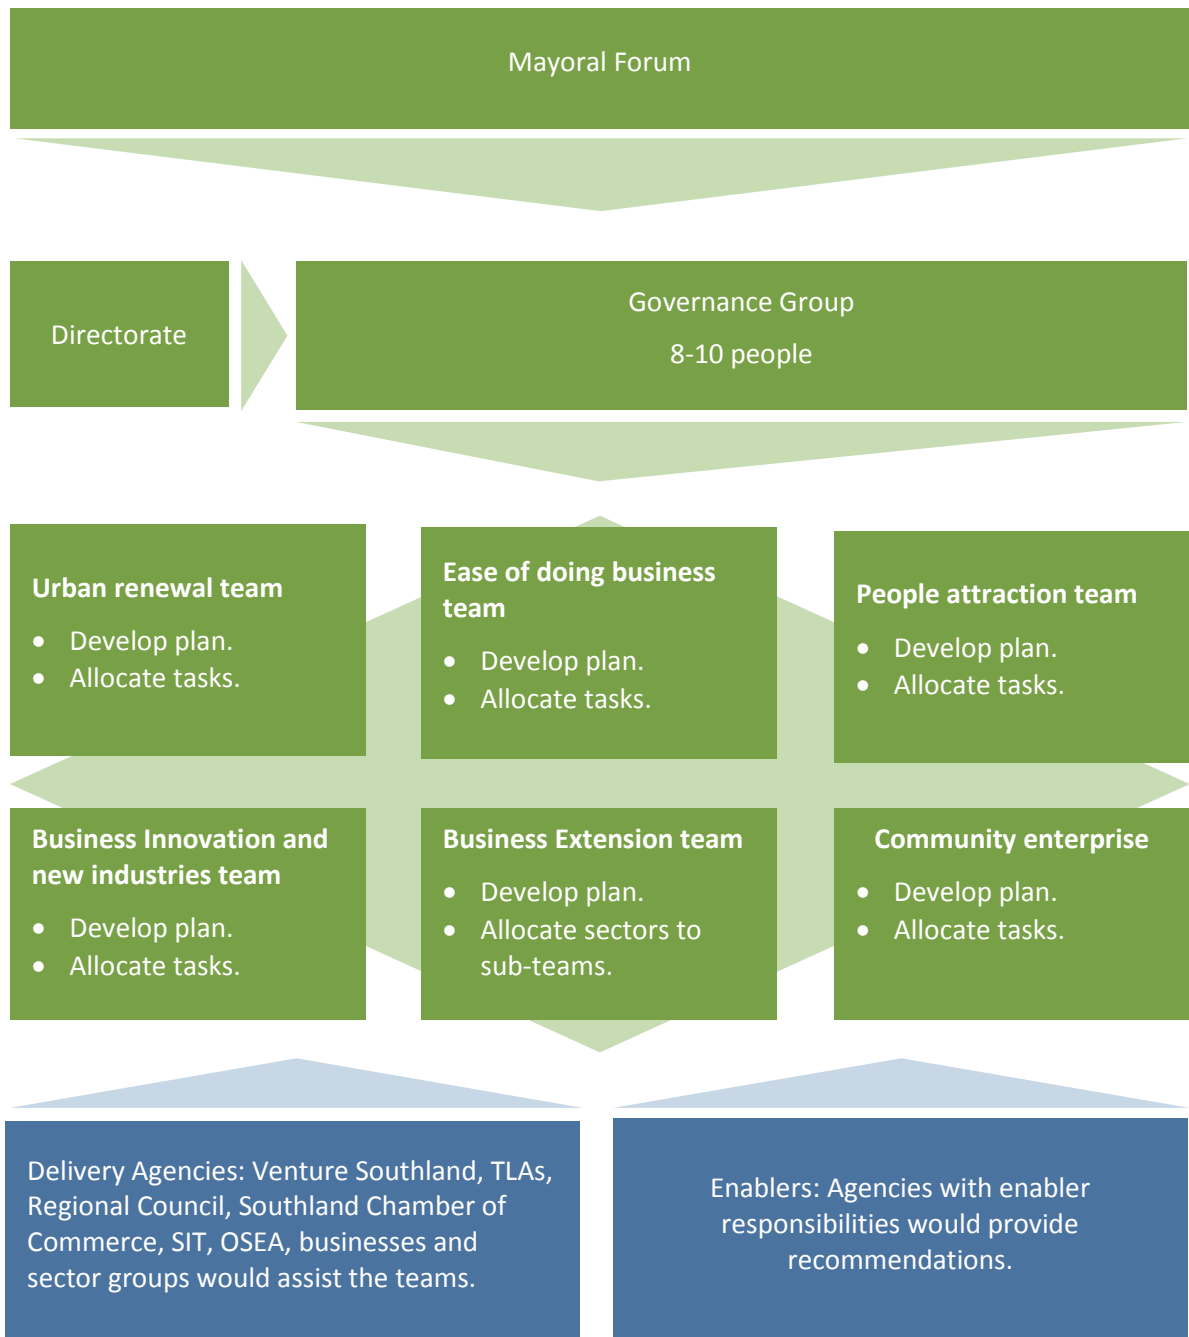 Mayoral Forum
Directorate
Governance Group
8-10 people
Urban renewal team
• Develop plan.
• Allocate tasks.
Ease of doing business
team
• Develop plan.
• Allocate tasks.
People attraction team
• Develop plan.
• Allocate tasks.
Business Innovation and
new industries team
• Develop plan.
• Allocate tasks.
Business Extension team
• Develop plan.
• Allocate sectors to
sub-teams.
Community enterprise
• Develop plan.
• Allocate tasks.
Delivery Agencies: Venture Southland, TLAs,
Regional Council, Southland Chamber of
Commerce, SIT, OSEA, businesses and
sector groups would assist the teams.
Enablers: Agencies with enabler
responsibilities would provide
recommendations.